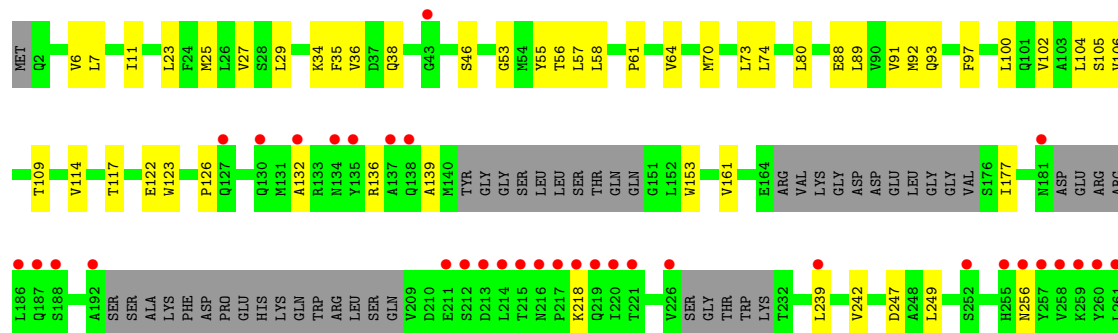 MET Q2 V6 L7 I11 L23 F24 M25 L26 V27 S28 L29 K34 F35 V36 D37 Q38 G43 S46 G53 M54 Y55 T56 L57 L58 P61 V64 M70 L73 L74 L80 E88 L89 V90 V91 M92 Q93 F97 L100 Q101 V102 A103 L104 S105 V106
T109 V114 T117 E122 W123 P126 Q127 Q130 M131 A132 R133 N134 Y135 R136 A137 Q138 A139 M140 TYR GLY GLY SER LEU LEU SER THR GLN GLN G151 L152 W153 V161 E164 ARG VAL LYS GLY ASP ASP GLU LEU GLY GLY VAL S176 I177 N181 ASP GLU ARG ARG
L186 Q187 S188 A192 SER SER ALA LYS PHE ASP PRO GLU HIS LYS GLN TRP ARG LEU SER GLN V209 D210 E211 S212 D213 L214 T215 N216 P217 K218 Q219 I220 T221 V226 SER GLY THR TRP LYS T232 L239 V242 D247 A248 L249 S252 H255 N256 Y257 V258 K259 Y260 I261